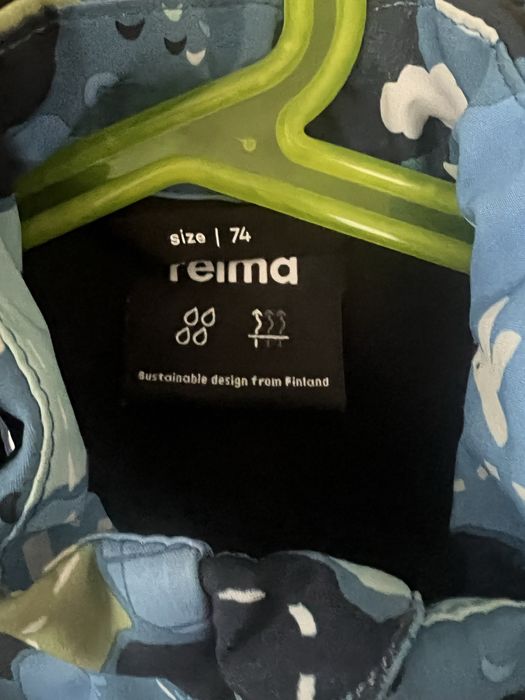 size | 74
reima
Sustainable design from Finland